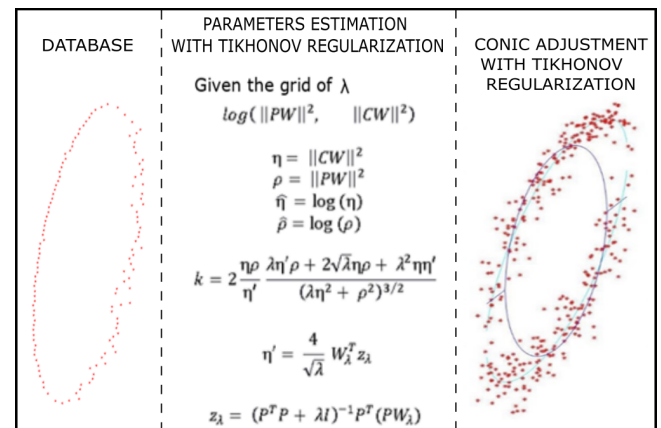 DATABASE
PARAMETERS ESTIMATION
WITH TIKHONOV REGULARIZATION
Given the grid of λ
log( ||PW||², ||CW||²)
η = ||CW||²
ρ = ||PW||²
η̂ = log (η)
ρ̂ = log (ρ)
k = 2 ηρ/η′ (λη′ρ + 2√ληρ + λ²ηη′)/(λη² + ρ²)^{3/2}
η′ = 4/√λ W_λ^T z_λ
z_λ = (P^T P + λI)^{-1} P^T (PW_λ)
CONIC ADJUSTMENT
WITH TIKHONOV
REGULARIZATION